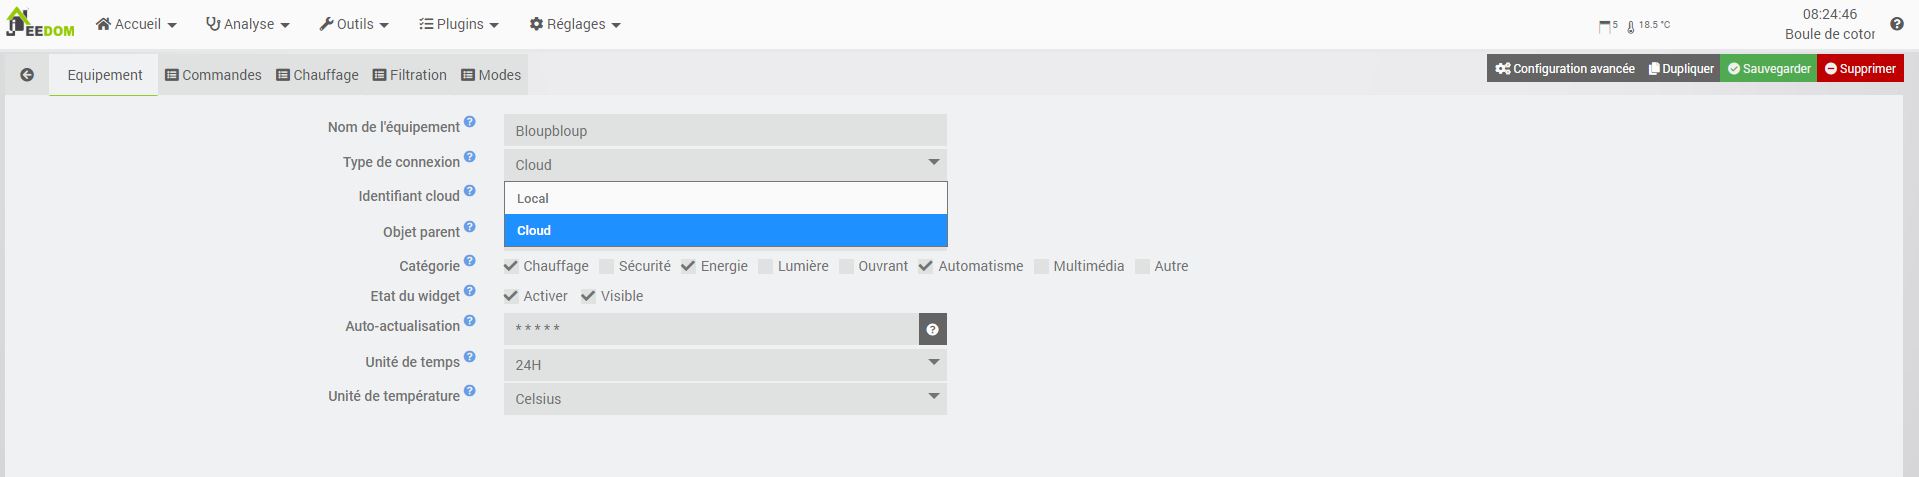 JEEDOM Accueil Analyse Outils Plugins Réglages 5 18.5 °C 08:24:46
Boule de cotor
Equipement Commandes Chauffage Filtration Modes Configuration avancée Dupliquer Sauvegarder Supprimer
Nom de l'équipement Bloupbloup
Type de connexion Cloud
Identifiant cloud Local
Objet parent Cloud
Catégorie Chauffage Sécurité Energie Lumière Ouvrant Automatisme Multimédia Autre
Etat du widget Activer Visible
Auto-actualisation * * * * *
Unité de temps 24H
Unité de température Celsius